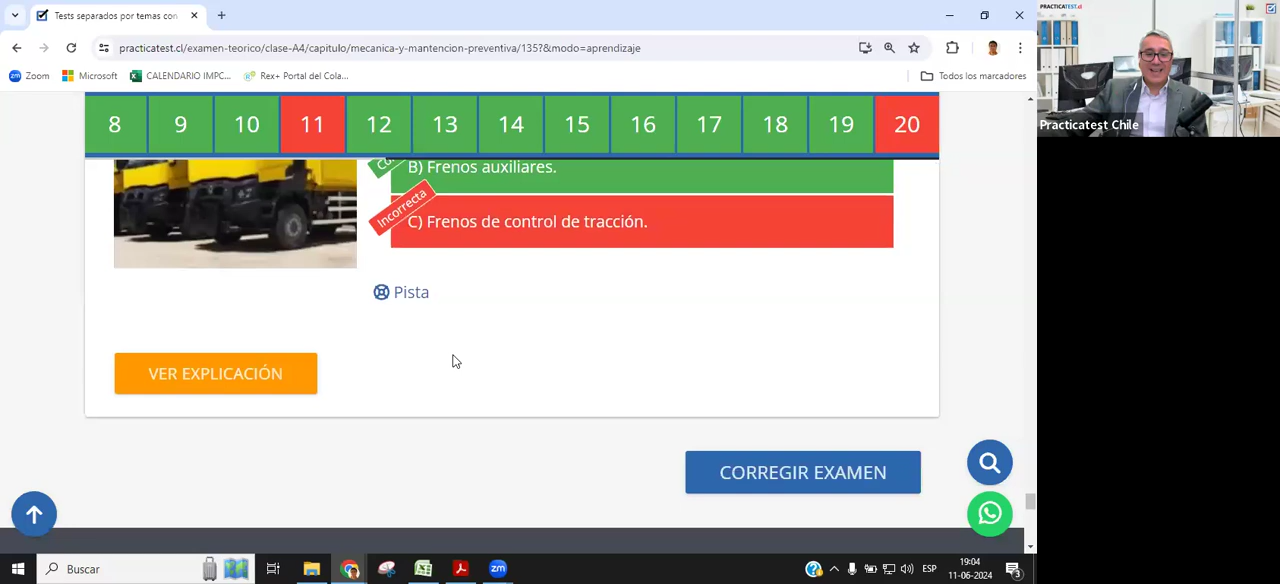 Tests separados por temas con
practicatest.cl/examen-teorico/clase-A4/capitulo/mecanica-y-mantencion-preventiva/135?&modo=aprendizaje
Zoom
Microsoft
CALENDARIO IMPC...
Rex+ Portal del Cola...
Todos los marcadores
8 9 10 11 12 13 14 15 16 17 18 19 20
B) Frenos auxiliares.
Incorrecta
C) Frenos de control de tracción.
Pista
VER EXPLICACIÓN
CORREGIR EXAMEN
PRACTICATEST.cl
Practicatest Chile
Buscar
ESP
19:04
11-06-2024
3